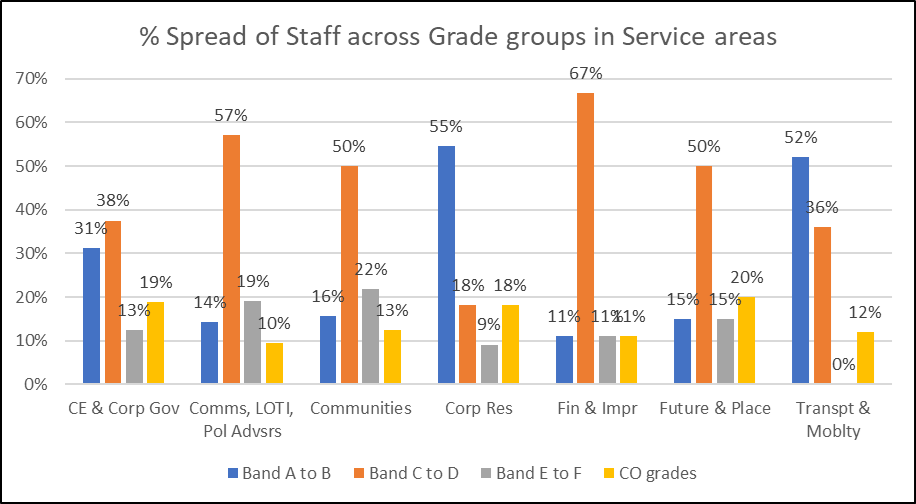 % Spread of Staff across Grade groups in Service areas
70%
60%
50%
40%
30%
20%
10%
0%
31%
38%
13%
19%
14%
57%
19%
10%
16%
50%
22%
13%
55%
18%
9%
18%
11%
67%
11%
11%
15%
50%
15%
20%
52%
36%
0%
12%
CE & Corp Gov
Comms, LOTI,
Pol Advsrs
Communities
Corp Res
Fin & Impr
Future & Place
Transpt &
Moblty
Band A to B
Band C to D
Band E to F
CO grades